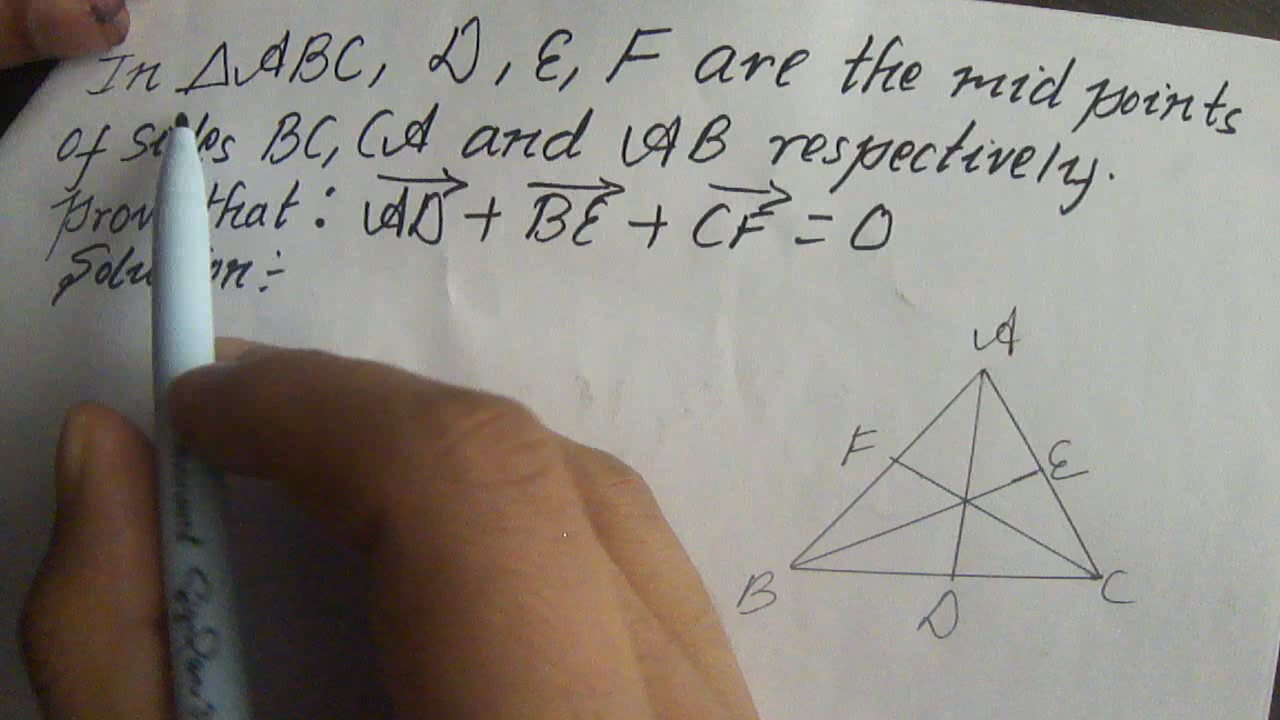 In ΔABC, D, E, F are the mid points
of sides BC, CA and AB respectively.
prove that : AD + BE + CF = 0
Solution :-
A
F
E
B
D
C